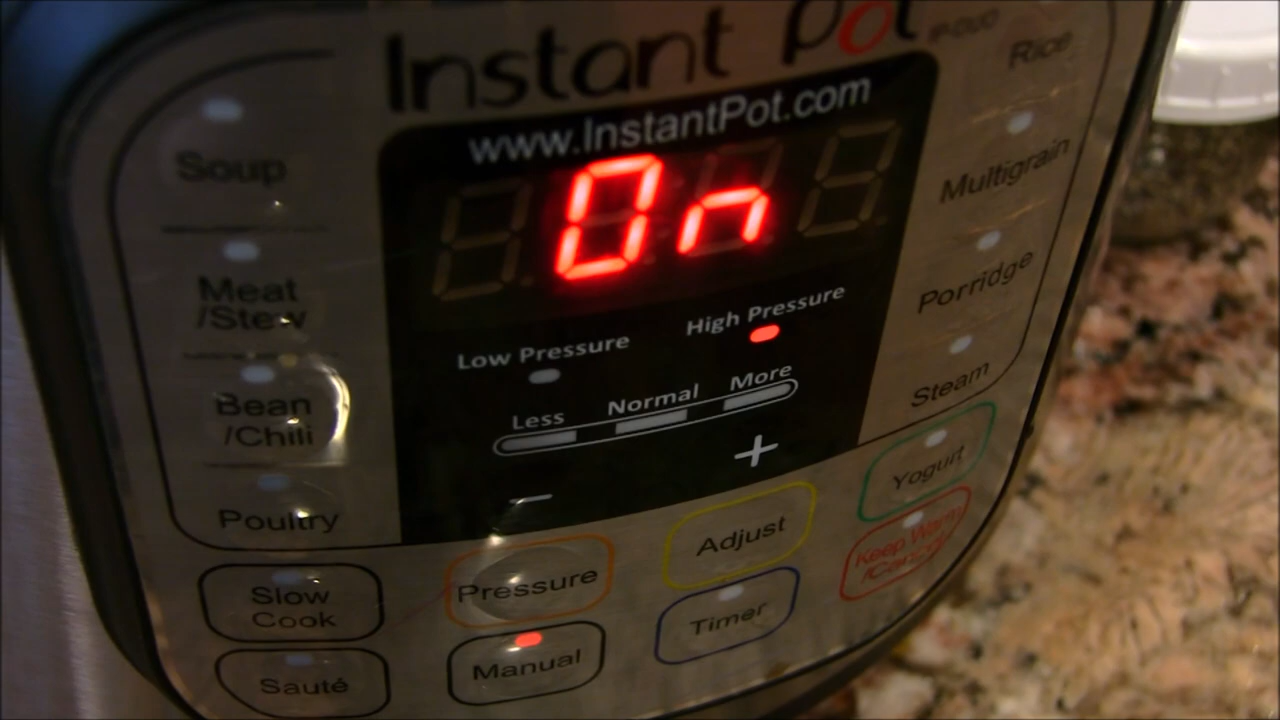 Instant Pot
IP-DUO
www.InstantPot.com
On
Low Pressure
High Pressure
Less
Normal
More
−
+
Soup
Meat
/Stew
Bean
/Chili
Poultry
Slow
Cook
Sauté
Pressure
Manual
Adjust
Timer
Rice
Multigrain
Porridge
Steam
Yogurt
Keep Warm
/Cancel